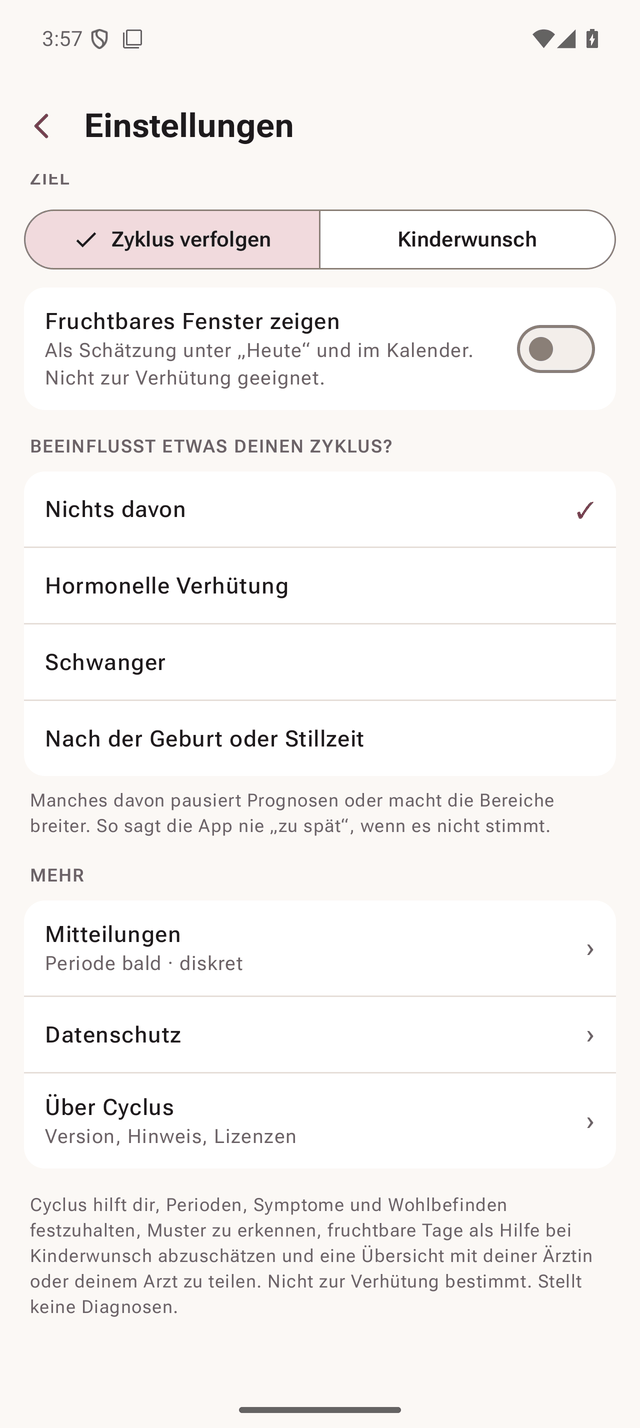 3:57
Einstellungen
ZIEL
Zyklus verfolgen
Kinderwunsch
Fruchtbares Fenster zeigen
Als Schätzung unter „Heute“ und im Kalender.
Nicht zur Verhütung geeignet.
BEEINFLUSST ETWAS DEINEN ZYKLUS?
Nichts davon
Hormonelle Verhütung
Schwanger
Nach der Geburt oder Stillzeit
Manches davon pausiert Prognosen oder macht die Bereiche
breiter. So sagt die App nie „zu spät“, wenn es nicht stimmt.
MEHR
Mitteilungen
Periode bald · diskret
Datenschutz
Über Cyclus
Version, Hinweis, Lizenzen
Cyclus hilft dir, Perioden, Symptome und Wohlbefinden
festzuhalten, Muster zu erkennen, fruchtbare Tage als Hilfe bei
Kinderwunsch abzuschätzen und eine Übersicht mit deiner Ärztin
oder deinem Arzt zu teilen. Nicht zur Verhütung bestimmt. Stellt
keine Diagnosen.